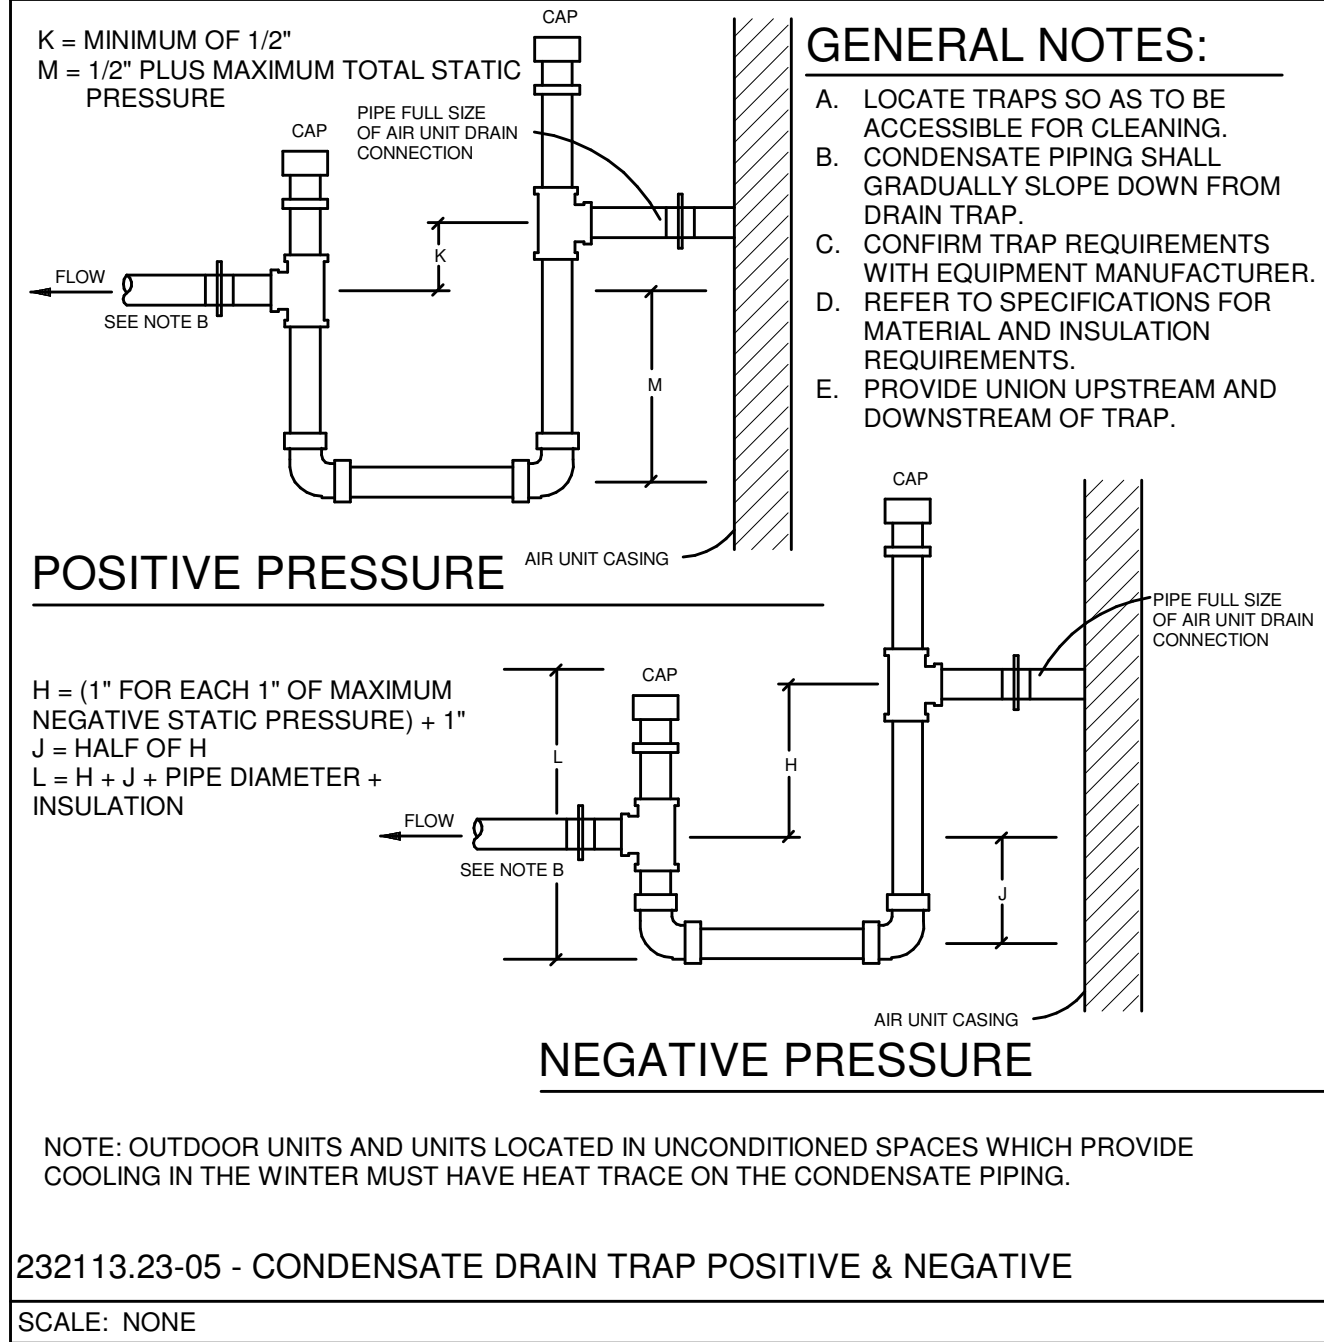 K = MINIMUM OF 1/2"
M = 1/2" PLUS MAXIMUM TOTAL STATIC
PRESSURE
CAP
PIPE FULL SIZE
OF AIR UNIT DRAIN
CONNECTION
CAP
K
FLOW
SEE NOTE B
M
AIR UNIT CASING
POSITIVE PRESSURE
GENERAL NOTES:
A. LOCATE TRAPS SO AS TO BE
ACCESSIBLE FOR CLEANING.
B. CONDENSATE PIPING SHALL
GRADUALLY SLOPE DOWN FROM
DRAIN TRAP.
C. CONFIRM TRAP REQUIREMENTS
WITH EQUIPMENT MANUFACTURER.
D. REFER TO SPECIFICATIONS FOR
MATERIAL AND INSULATION
REQUIREMENTS.
E. PROVIDE UNION UPSTREAM AND
DOWNSTREAM OF TRAP.
H = (1" FOR EACH 1" OF MAXIMUM
NEGATIVE STATIC PRESSURE) + 1"
J = HALF OF H
L = H + J + PIPE DIAMETER +
INSULATION
CAP
PIPE FULL SIZE
OF AIR UNIT DRAIN
CONNECTION
CAP
L
H
FLOW
SEE NOTE B
J
AIR UNIT CASING
NEGATIVE PRESSURE
NOTE: OUTDOOR UNITS AND UNITS LOCATED IN UNCONDITIONED SPACES WHICH PROVIDE
COOLING IN THE WINTER MUST HAVE HEAT TRACE ON THE CONDENSATE PIPING.
232113.23-05 - CONDENSATE DRAIN TRAP POSITIVE & NEGATIVE
SCALE: NONE